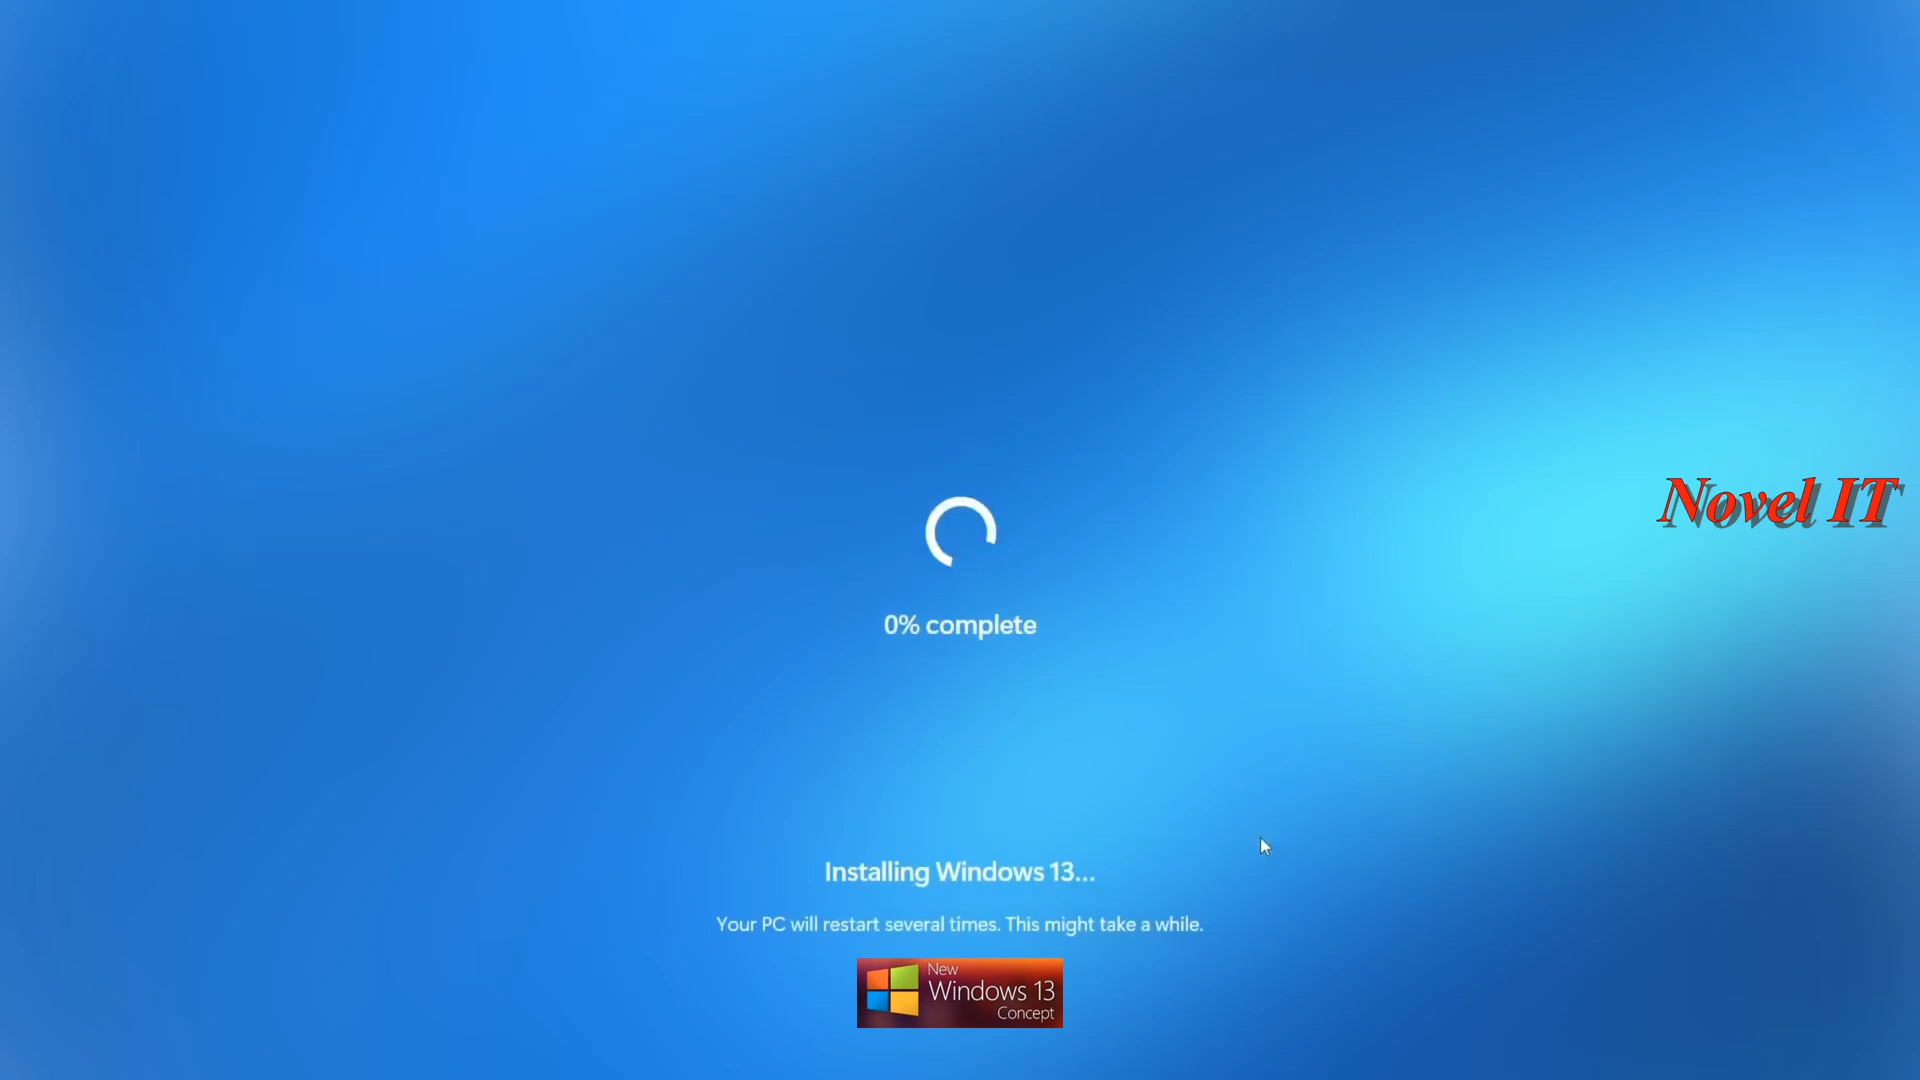 Novel IT
0% complete
Installing Windows 13...
Your PC will restart several times. This might take a while.
New
Windows 13
Concept